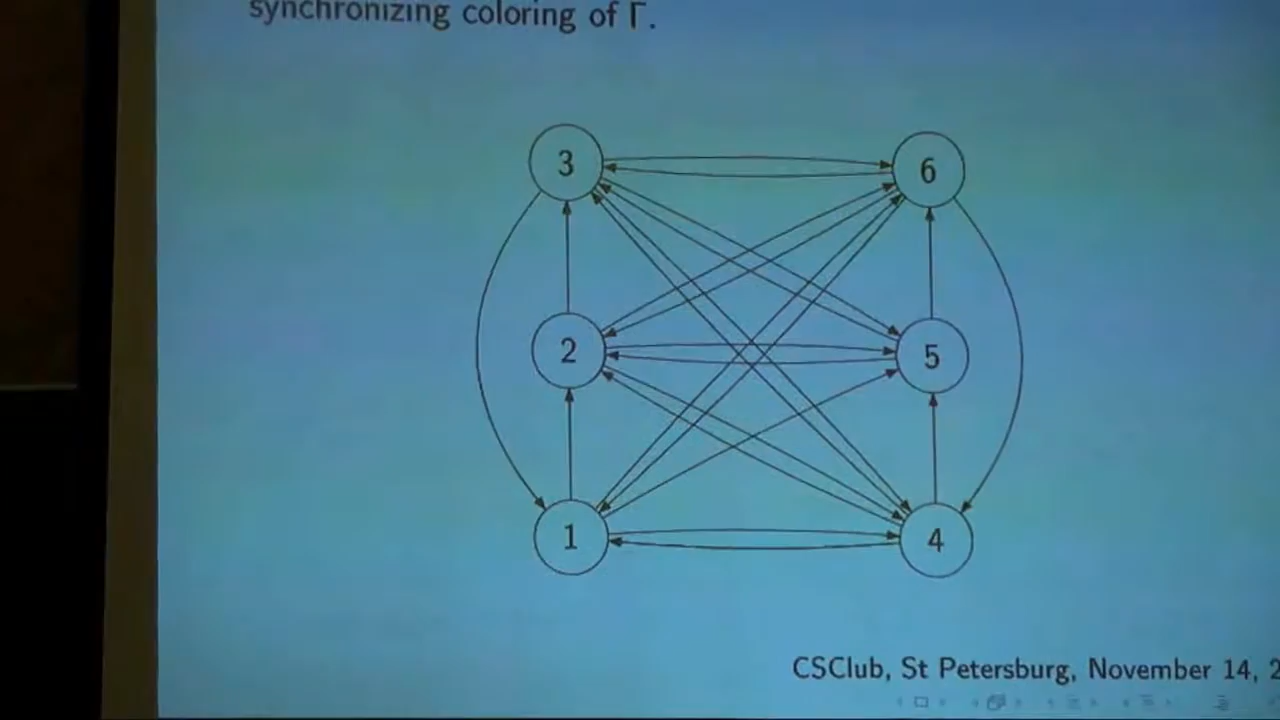 synchronizing coloring of Γ.
3 6
2 5
1 4
CSClub, St Petersburg, November 14, 2